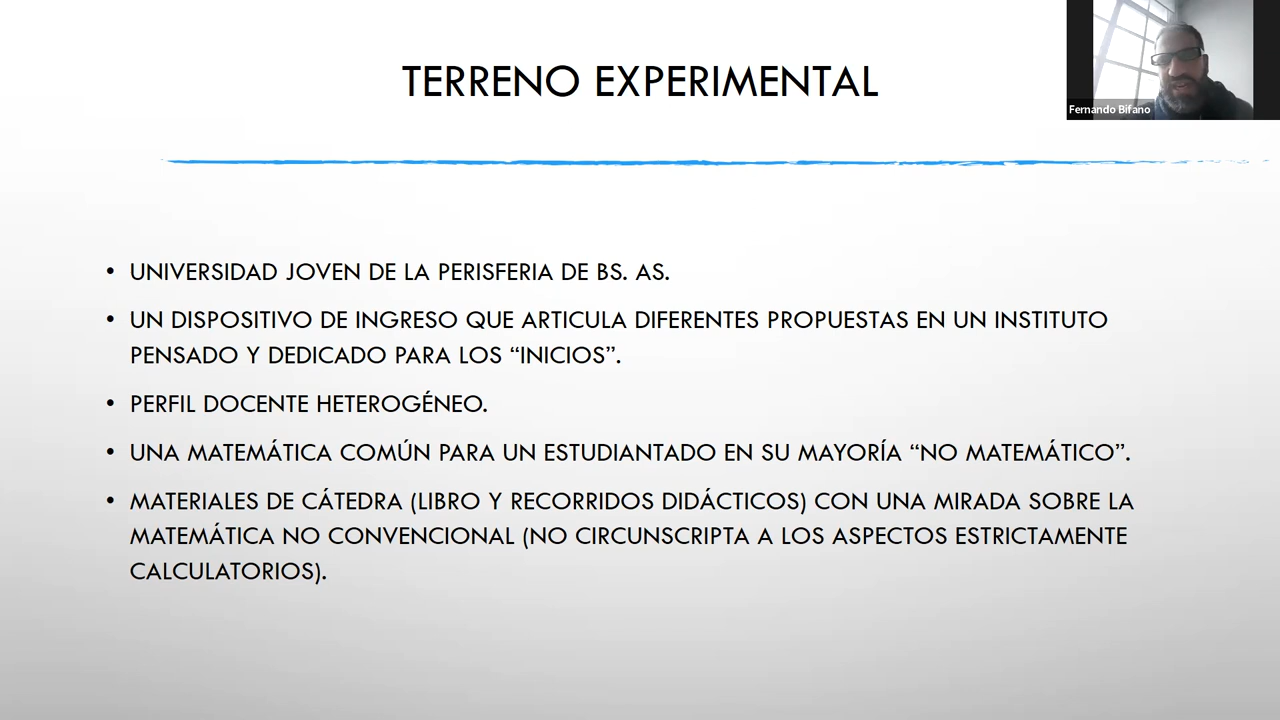 TERRENO EXPERIMENTAL
Fernando Bifano
• UNIVERSIDAD JOVEN DE LA PERISFERIA DE BS. AS.
• UN DISPOSITIVO DE INGRESO QUE ARTICULA DIFERENTES PROPUESTAS EN UN INSTITUTO
PENSADO Y DEDICADO PARA LOS “INICIOS”.
• PERFIL DOCENTE HETEROGÉNEO.
• UNA MATEMÁTICA COMÚN PARA UN ESTUDIANTADO EN SU MAYORÍA “NO MATEMÁTICO”.
• MATERIALES DE CÁTEDRA (LIBRO Y RECORRIDOS DIDÁCTICOS) CON UNA MIRADA SOBRE LA
MATEMÁTICA NO CONVENCIONAL (NO CIRCUNSCRIPTA A LOS ASPECTOS ESTRICTAMENTE
CALCULATORIOS).